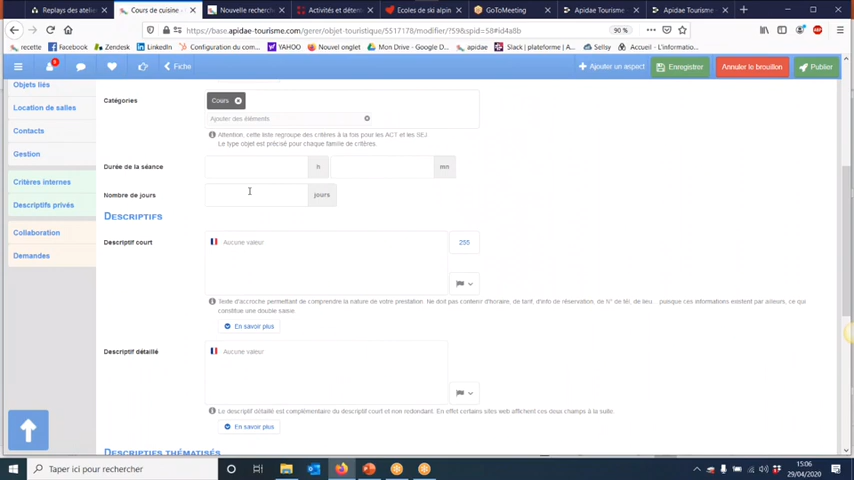 Replays des atelie
Cours de cuisine
Nouvelle recherc
Activités et déten
Ecoles de ski alpin
GoToMeeting
Apidae Tourisme
Apidae Tourisme
https://base.apidae-tourisme.com/gerer/objet-touristique/5517178/modifier/?59&spid=58#id4a8b
90 %
recette
Facebook
Zendesk
LinkedIn
Configuration du com...
YAHOO
Nouvel onglet
Mon Drive - Google...
apidae
Slack | plateforme d'...
Sellsy
Accueil - L'informatio...
Fiche
Ajouter un aspect
Enregistrer
Annuler le brouillon
Publier
Objets liés
Location de salles
Contacts
Gestion
Critères internes
Descriptifs privés
Collaboration
Demandes
Catégories
Cours
Ajouter des éléments
Attention, cette liste regroupe des critères à la fois pour les ACT et les SEJ.
Le type objet est précisé pour chaque famille de critères.
Durée de la séance
h
mn
Nombre de jours
jours
DESCRIPTIFS
Descriptif court
Aucune valeur
255
Texte d'accroche permettant de comprendre la nature de votre prestation. Ne doit pas contenir d'horaire, de tarif, d'info de réservation, de N° de tél, de lieu... puisque ces informations existent par ailleurs, ce qui
constitue une double saisie.
En savoir plus
Descriptif détaillé
Aucune valeur
Le descriptif détaillé est complémentaire du descriptif court et non redondant. En effet certains sites web affichent ces deux champs à la suite.
En savoir plus
DESCRIPTIFS THÉMATISÉS
Taper ici pour rechercher
15:06
29/04/2020